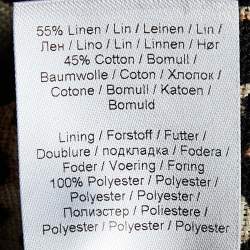 55% Linen / Lin / Leinen / Lin /
Лен / Lino / Lin / Linnen / Hør
45% Cotton / Bomull /
Baumwolle / Coton / Хлопок /
Cotone / Bomull / Katoen /
Bomuld
Lining / Forstoff / Futter /
Doublure / подкладка / Fodera /
Foder / Voering / Foring
100% Polyester / Polyester /
Polyester / Polyester /
Полиэстер / Poliestere /
Polyester / Polyester / Polyester